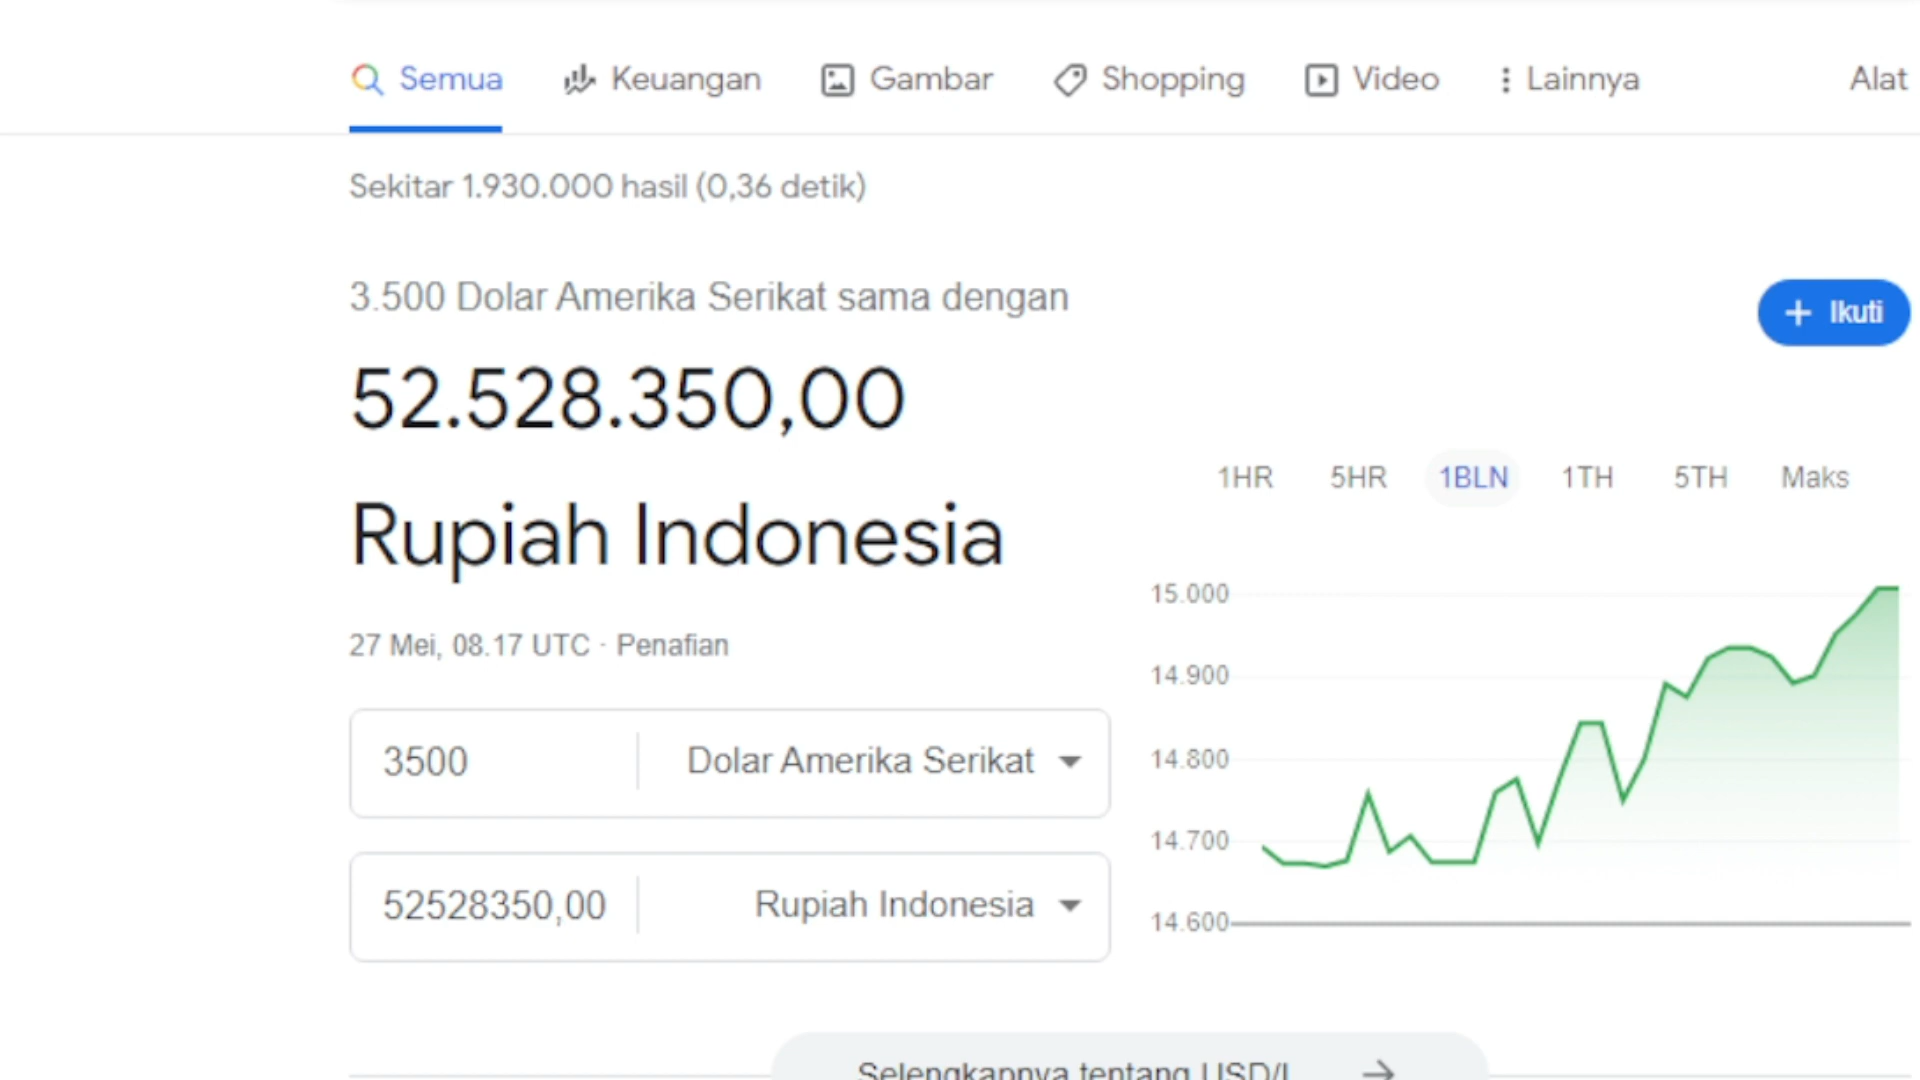 Semua Keuangan Gambar Shopping Video Lainnya Alat
Sekitar 1.930.000 hasil (0,36 detik)
3.500 Dolar Amerika Serikat sama dengan
+ Ikuti
52.528.350,00
Rupiah Indonesia
27 Mei, 08.17 UTC · Penafian
3500 Dolar Amerika Serikat
52528350,00 Rupiah Indonesia
1HR 5HR 1BLN 1TH 5TH Maks
15.000
14.900
14.800
14.700
14.600
Selengkapnya tentang USD/I